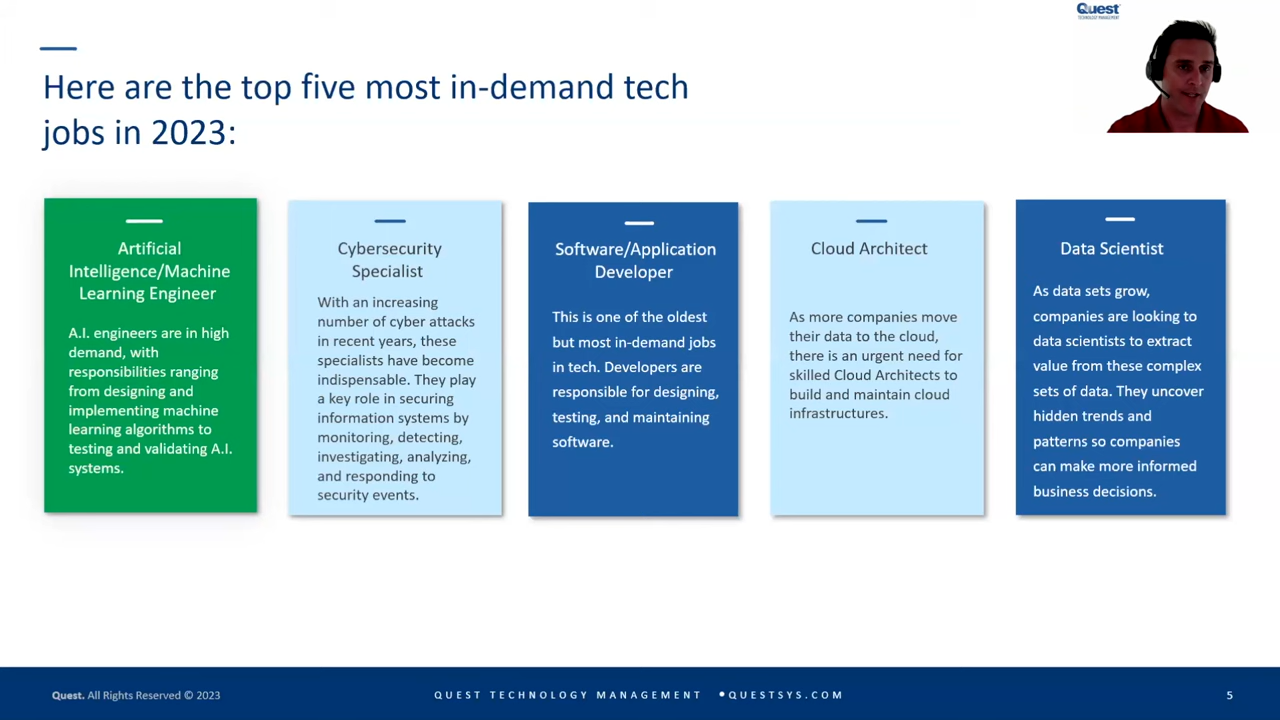 Quest
TECHNOLOGY MANAGEMENT
Here are the top five most in-demand tech
jobs in 2023:
Artificial
Intelligence/Machine
Learning Engineer
A.I. engineers are in high
demand, with
responsibilities ranging
from designing and
implementing machine
learning algorithms to
testing and validating A.I.
systems.
Cybersecurity
Specialist
With an increasing
number of cyber attacks
in recent years, these
specialists have become
indispensable. They play
a key role in securing
information systems by
monitoring, detecting,
investigating, analyzing,
and responding to
security events.
Software/Application
Developer
This is one of the oldest
but most in-demand jobs
in tech. Developers are
responsible for designing,
testing, and maintaining
software.
Cloud Architect
As more companies move
their data to the cloud,
there is an urgent need for
skilled Cloud Architects to
build and maintain cloud
infrastructures.
Data Scientist
As data sets grow,
companies are looking to
data scientists to extract
value from these complex
sets of data. They uncover
hidden trends and
patterns so companies
can make more informed
business decisions.
Quest. All Rights Reserved © 2023
QUEST TECHNOLOGY MANAGEMENT •QUESTSYS.COM
5